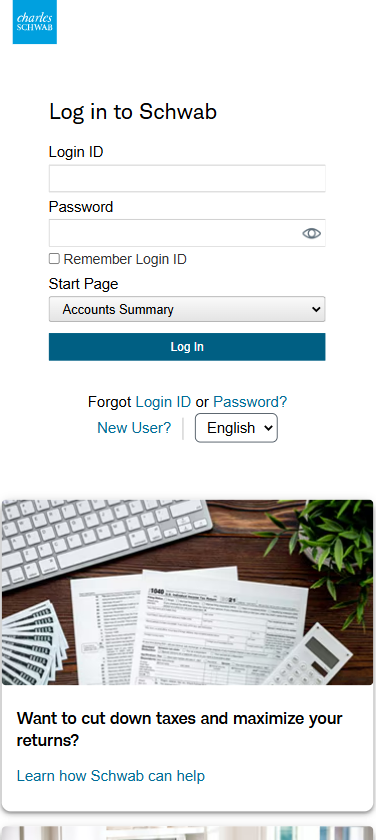 charles
SCHWAB
Log in to Schwab
Login ID
Password
Remember Login ID
Start Page
Accounts Summary
Log In
Forgot Login ID or Password?
New User? English
1040 U.S. Individual Income Tax Return 21
Want to cut down taxes and maximize your
returns?
Learn how Schwab can help